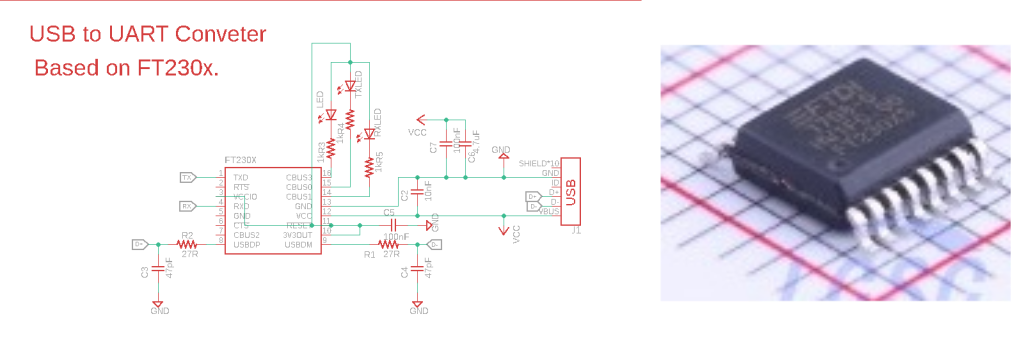 USB to UART Conveter
Based on FT230x.
LED
TXLED
RXLED
1kR3
1kR4
1kR5
VCC
C7
100nF
C6
4.7uF
GND
SHIELD*10
GND
ID
D+
D-
VBUS
USB
J1
D+
D-
C2
10nF
VCC
FT230X
TX
RX
1 TXD
2 RTS
3 VCCIO
4 RXD
5 GND
6 CTS
7 CBUS2
8 USBDP
CBUS3 16
CBUS0 15
CBUS1 14
GND 13
VCC 12
RESET 11
3V3OUT 10
USBDM 9
C5
100nF
GND
D+
R2
27R
C3
47pF
GND
R1
27R
D-
C4
47pF
GND